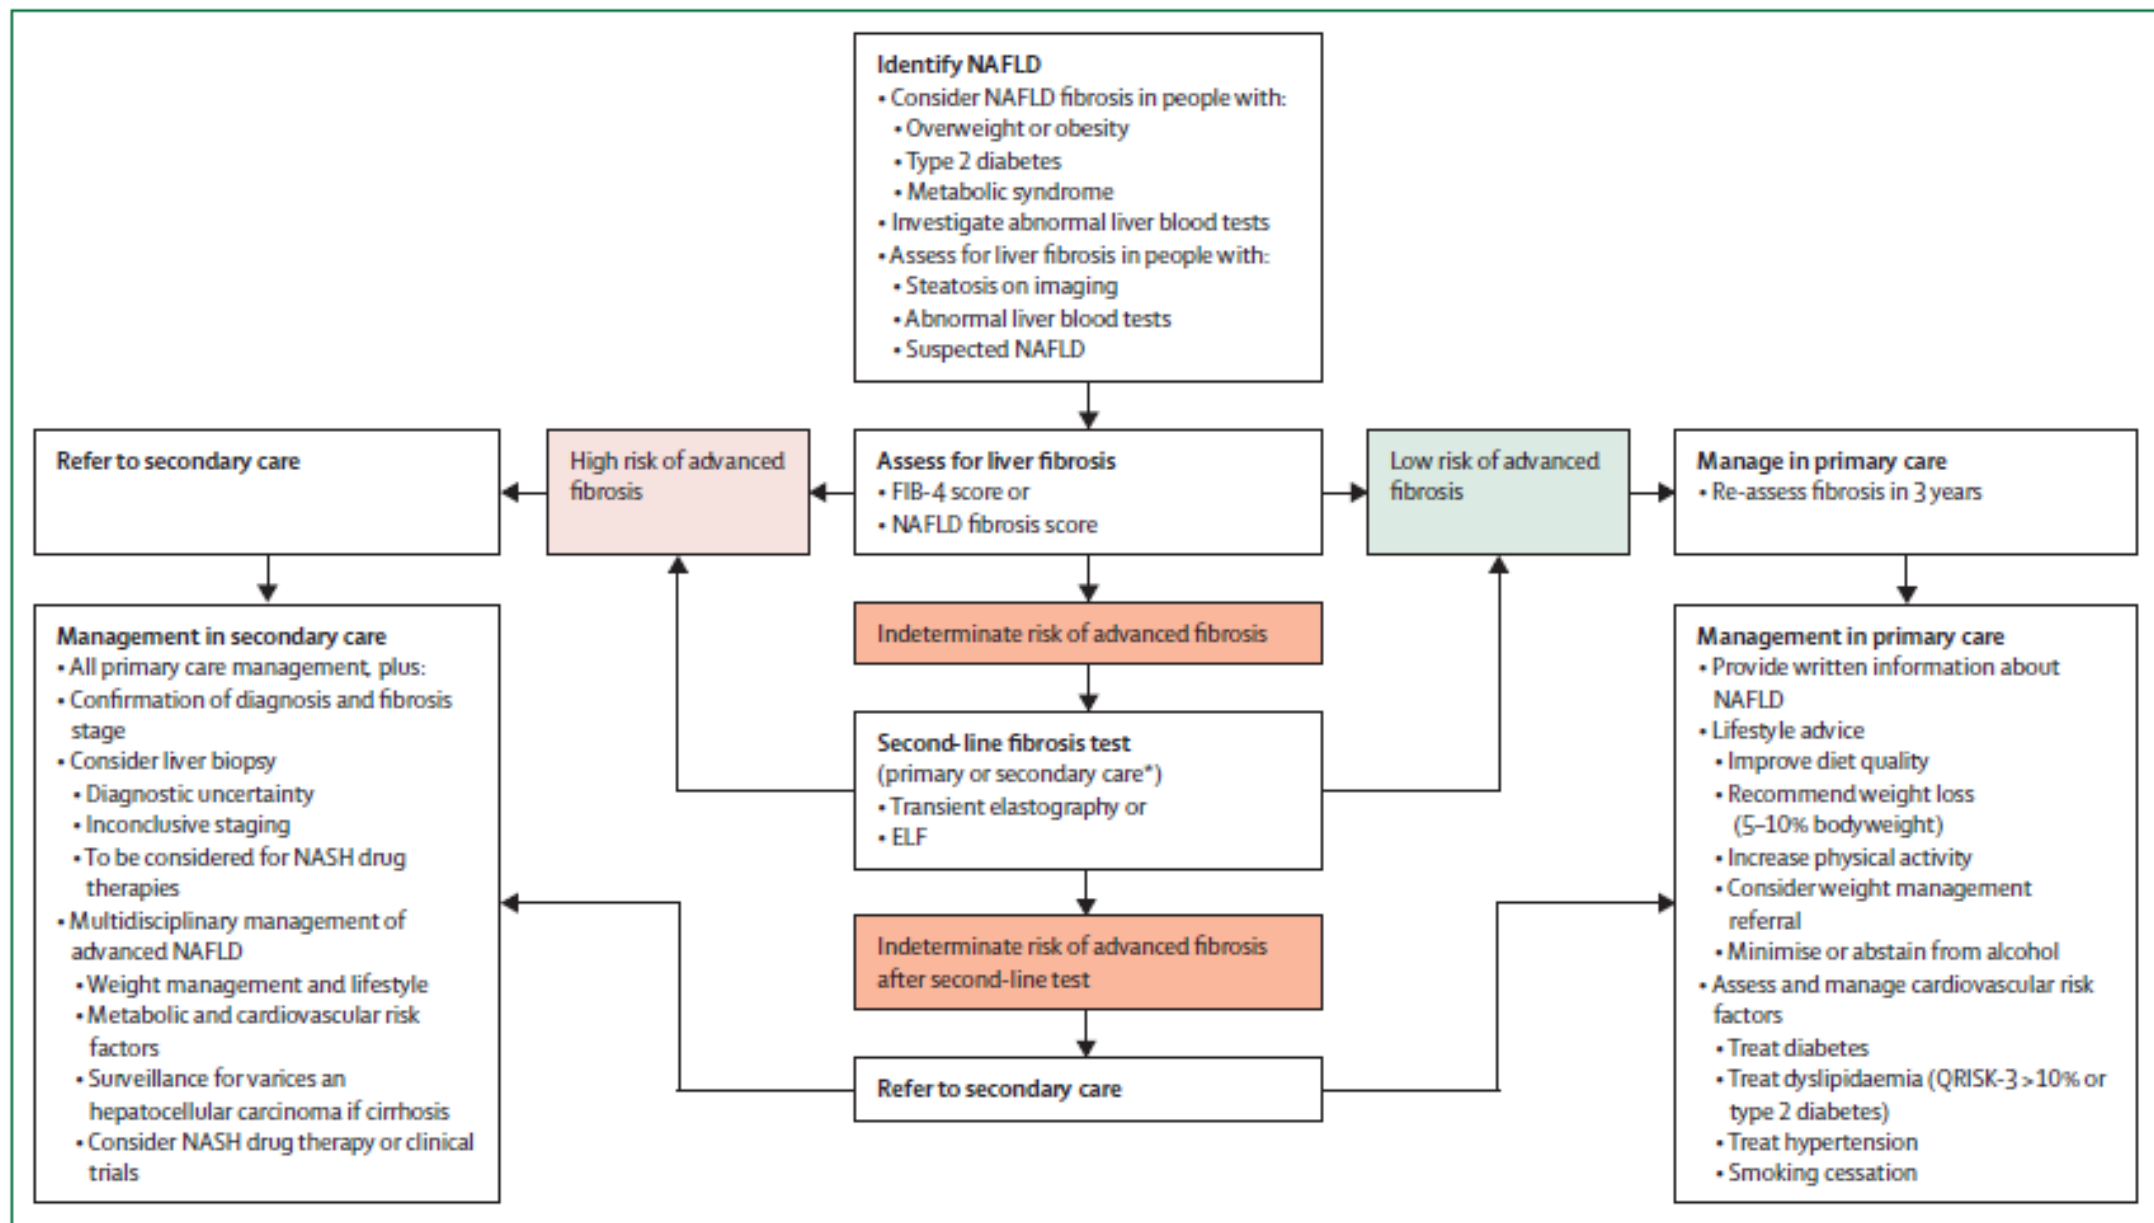 Identify NAFLD
• Consider NAFLD fibrosis in people with:
• Overweight or obesity
• Type 2 diabetes
• Metabolic syndrome
• Investigate abnormal liver blood tests
• Assess for liver fibrosis in people with:
• Steatosis on imaging
• Abnormal liver blood tests
• Suspected NAFLD
Refer to secondary care
High risk of advanced
fibrosis
Assess for liver fibrosis
• FIB-4 score or
• NAFLD fibrosis score
Low risk of advanced
fibrosis
Manage in primary care
• Re-assess fibrosis in 3 years
Management in secondary care
• All primary care management, plus:
• Confirmation of diagnosis and fibrosis
stage
• Consider liver biopsy
• Diagnostic uncertainty
• Inconclusive staging
• To be considered for NASH drug
therapies
• Multidisciplinary management of
advanced NAFLD
• Weight management and lifestyle
• Metabolic and cardiovascular risk
factors
• Surveillance for varices an
hepatocellular carcinoma if cirrhosis
• Consider NASH drug therapy or clinical
trials
Indeterminate risk of advanced fibrosis
Second-line fibrosis test
(primary or secondary care*)
• Transient elastography or
• ELF
Indeterminate risk of advanced fibrosis
after second-line test
Refer to secondary care
Management in primary care
• Provide written information about
NAFLD
• Lifestyle advice
• Improve diet quality
• Recommend weight loss
(5–10% bodyweight)
• Increase physical activity
• Consider weight management
referral
• Minimise or abstain from alcohol
• Assess and manage cardiovascular risk
factors
• Treat diabetes
• Treat dyslipidaemia (QRISK-3 >10% or
type 2 diabetes)
• Treat hypertension
• Smoking cessation